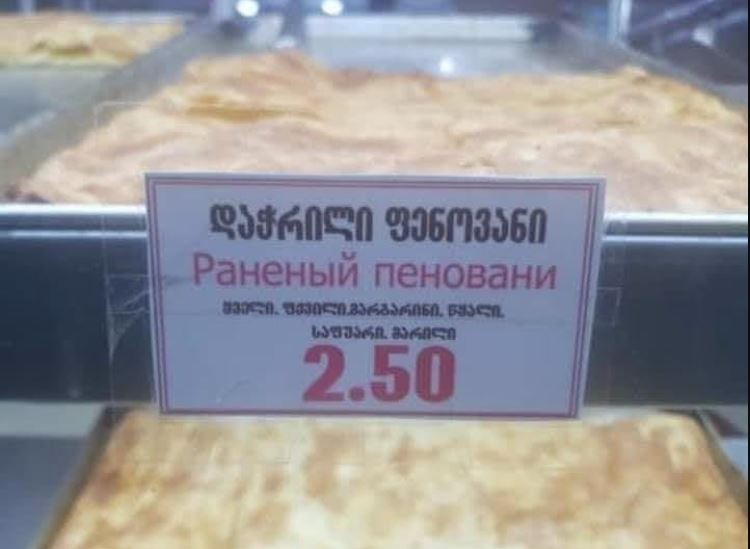 დაჭრილი ფენოვანი
Раненый пеновани
ყველი. ფქვილი.მარგარინი. წყალი.
საფუარი. მარილი
2.50